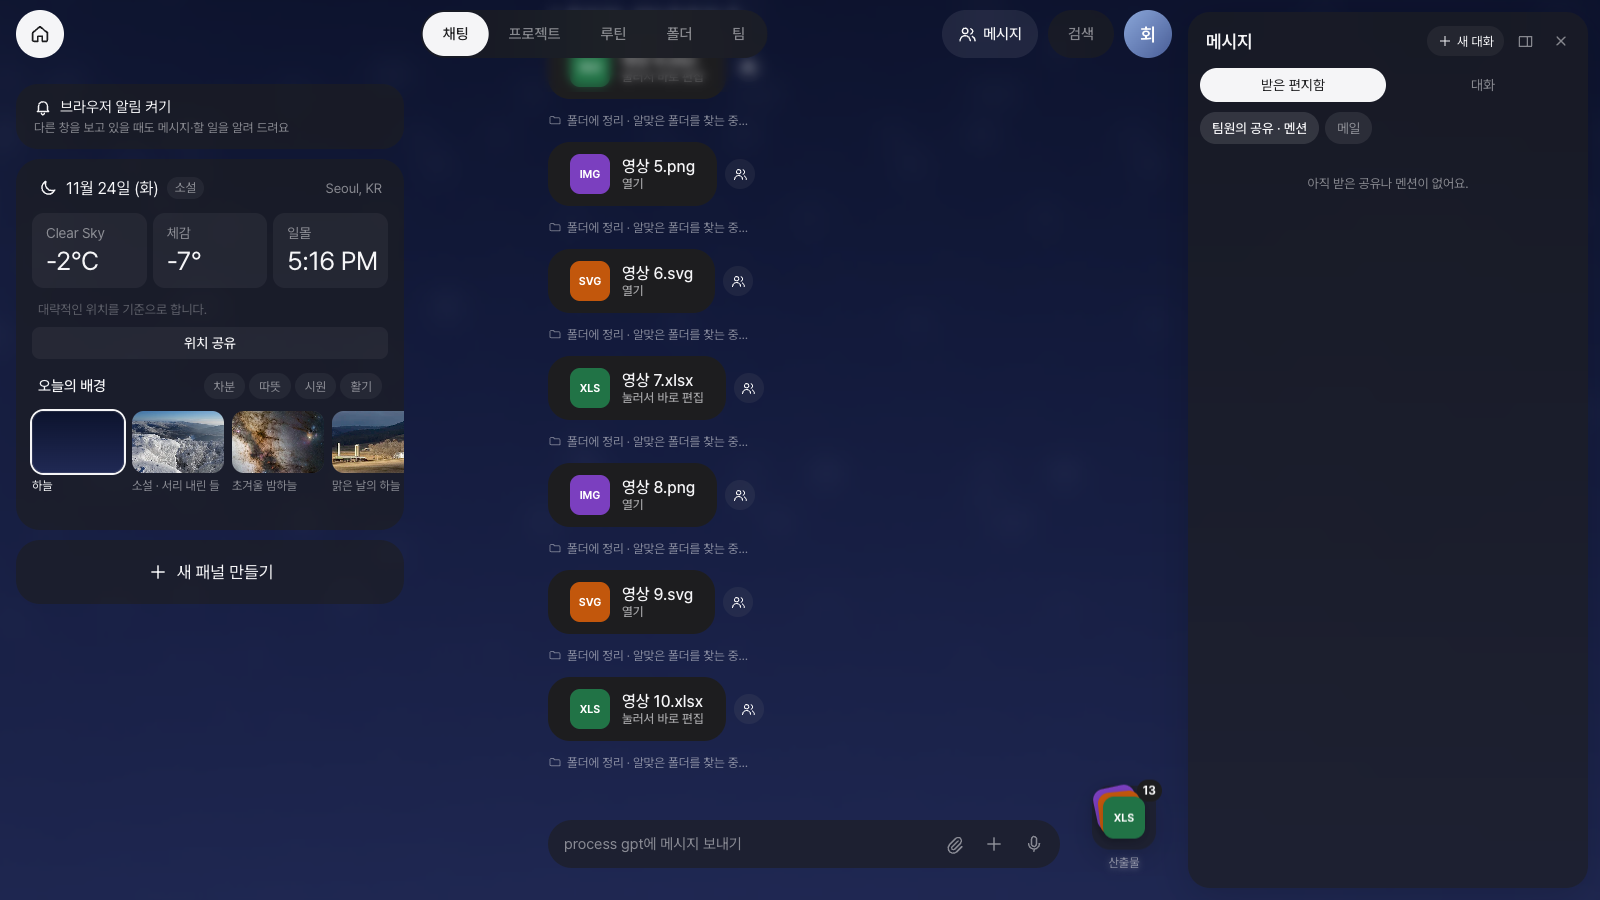 채팅
프로젝트
루틴
폴더
팀
메시지
검색
회
브라우저 알림 켜기
다른 창을 보고 있을 때도 메시지·할 일을 알려 드려요
11월 24일 (화)
소설
Seoul, KR
Clear Sky
-2°C
체감
-7°
일몰
5:16 PM
대략적인 위치를 기준으로 합니다.
위치 공유
오늘의 배경
차분
따뜻
시원
활기
하늘
소설 · 서리 내린 들
초겨울 밤하늘
맑은 날의 하늘
새 패널 만들기
폴더에 정리 · 알맞은 폴더를 찾는 중...
IMG
영상 5.png
열기
폴더에 정리 · 알맞은 폴더를 찾는 중...
SVG
영상 6.svg
열기
폴더에 정리 · 알맞은 폴더를 찾는 중...
XLS
영상 7.xlsx
눌러서 바로 편집
폴더에 정리 · 알맞은 폴더를 찾는 중...
IMG
영상 8.png
열기
폴더에 정리 · 알맞은 폴더를 찾는 중...
SVG
영상 9.svg
열기
폴더에 정리 · 알맞은 폴더를 찾는 중...
XLS
영상 10.xlsx
눌러서 바로 편집
폴더에 정리 · 알맞은 폴더를 찾는 중...
process gpt에 메시지 보내기
13
XLS
산출물
메시지
새 대화
받은 편지함
대화
팀원의 공유 · 멘션
메일
아직 받은 공유나 멘션이 없어요.